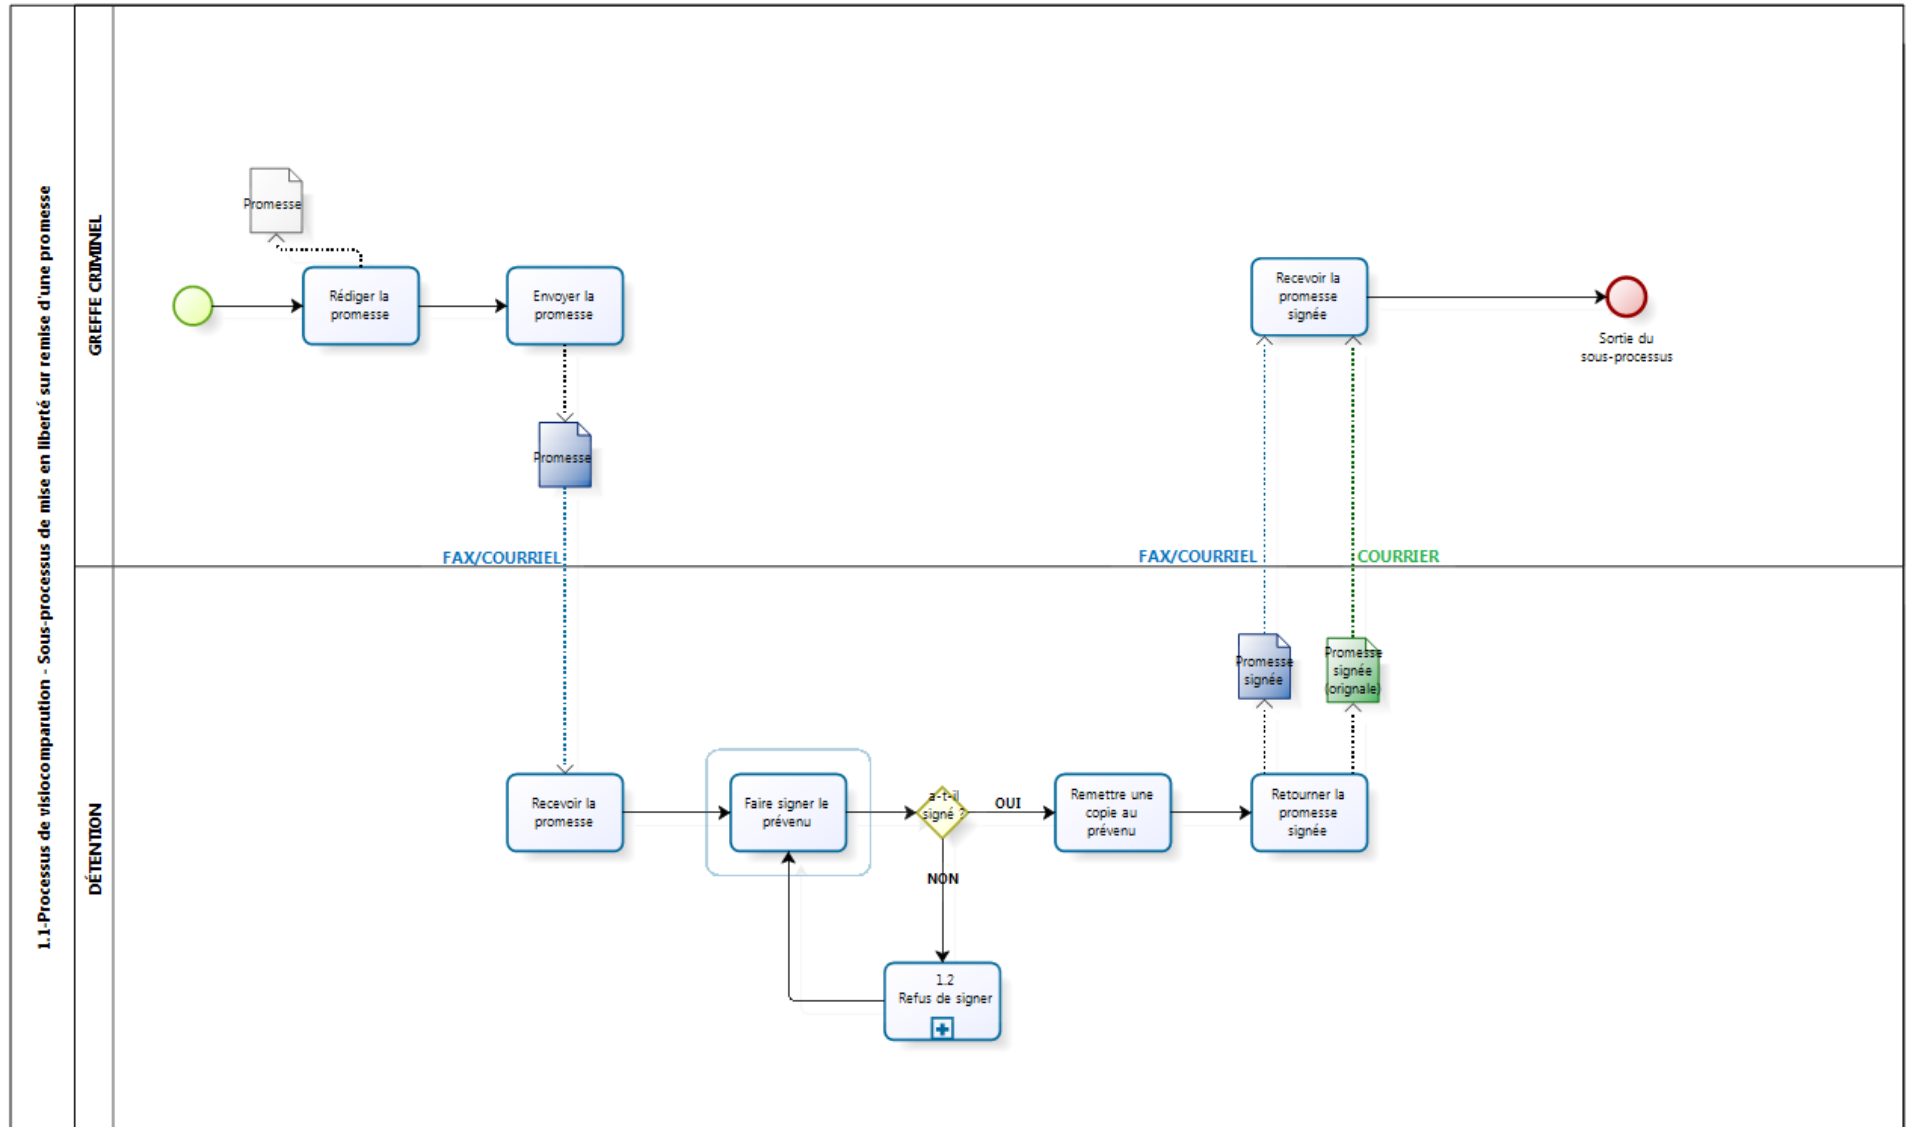 1.1-Processus de visiocomparution - Sous-processus de mise en liberté sur remise d'une promesse
GREFFE CRIMINEL
Promesse
Rédiger la
promesse
Envoyer la
promesse
Promesse
FAX/COURRIEL
Recevoir la
promesse
signée
Sortie du
sous-processus
FAX/COURRIEL
COURRIER
DÉTENTION
Promesse
signée
Promesse
signée
(orignale)
Recevoir la
promesse
Faire signer le
prévenu
a-t-il
signé ?
OUI
NON
Remettre une
copie au
prévenu
Retourner la
promesse
signée
1.2
Refus de signer